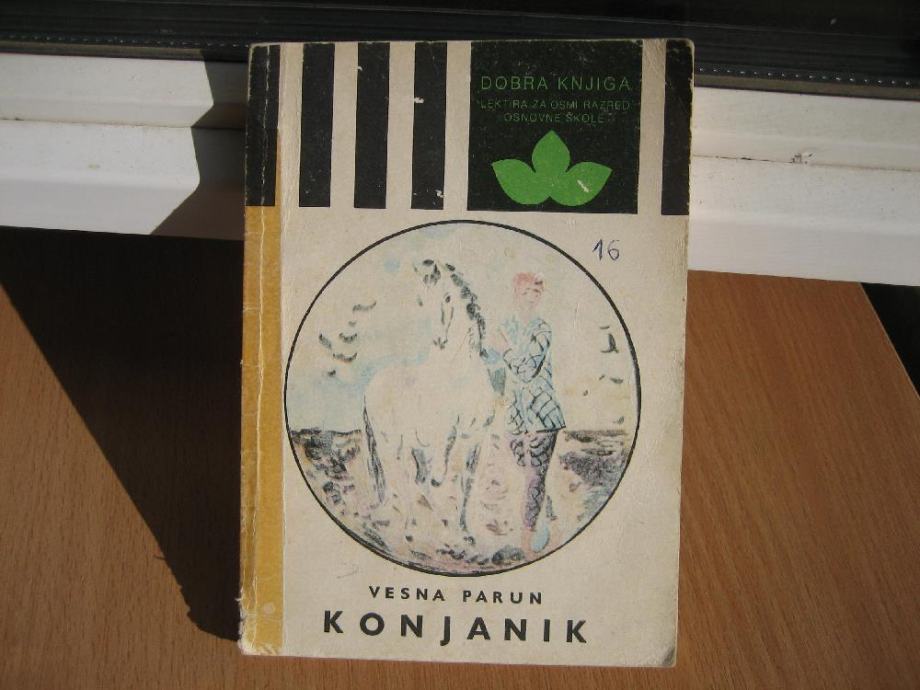 DOBRA KNJIGA
LEKTIRA ZA OSMI RAZRED
OSNOVNE ŠKOLE
16
VESNA PARUN
KONJANIK